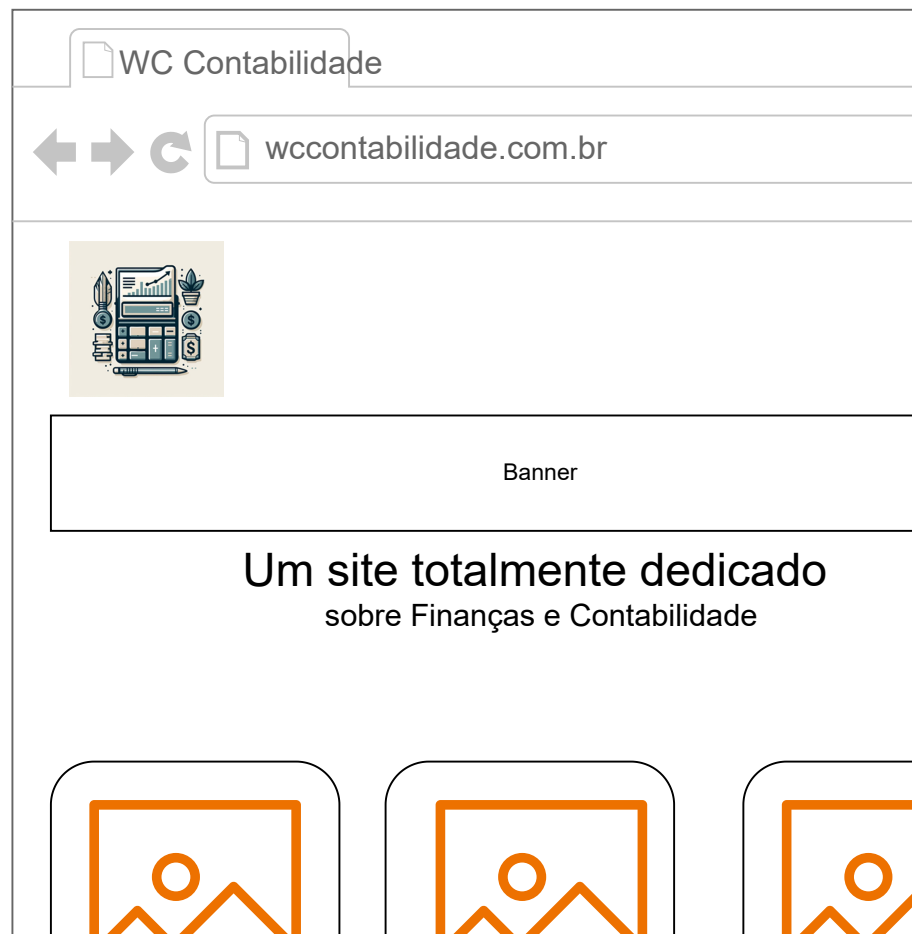 WC Contabilidade
wccontabilidade.com.br
$ $
$
Banner
Um site totalmente dedicado
sobre Finanças e Contabilidade